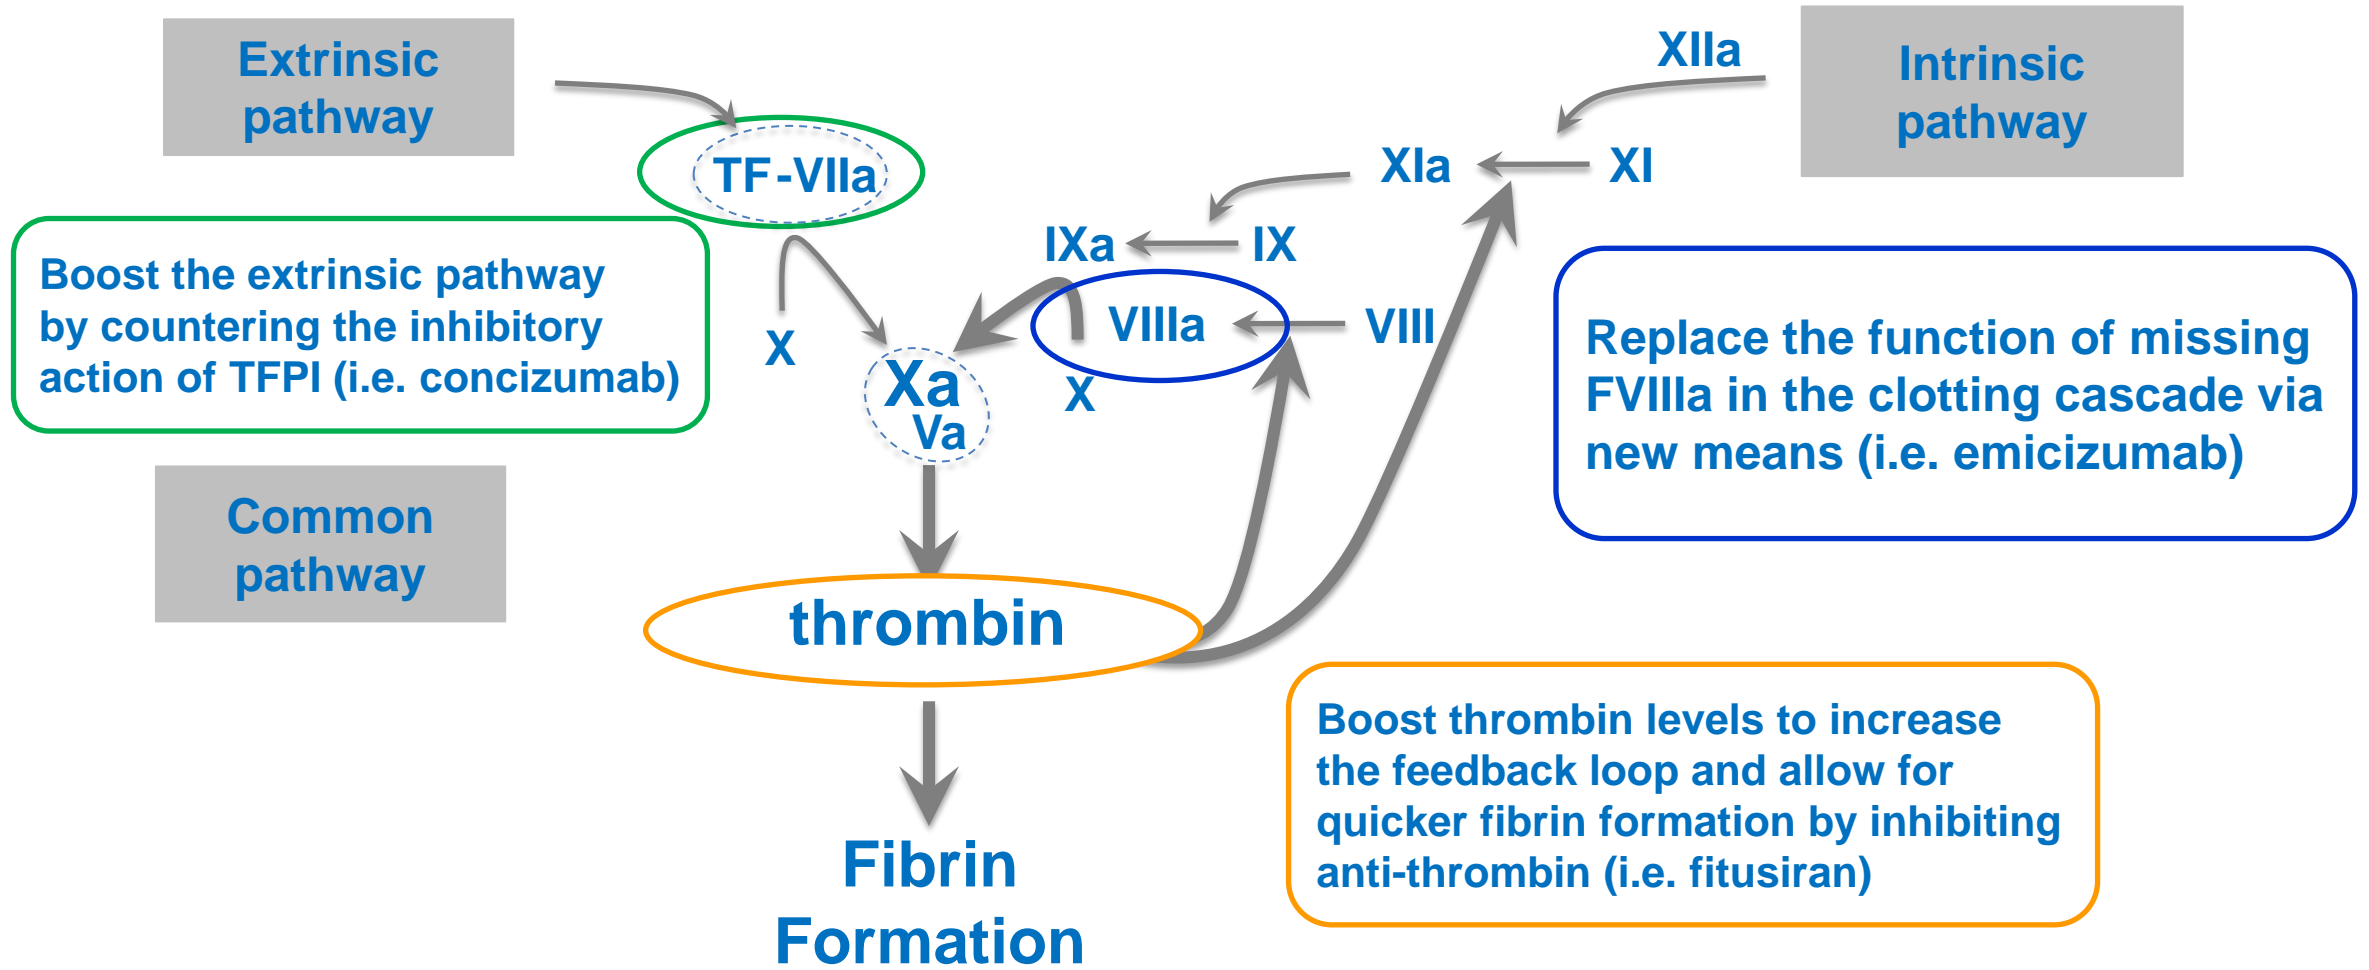 Extrinsic
pathway
XIIa
Intrinsic
pathway
TF-VIIa
XIa
XI
IXa
IX
Boost the extrinsic pathway
by countering the inhibitory
action of TFPI (i.e. concizumab)
X
VIIIa
VIII
X
Xa
Va
Replace the function of missing
FVIIIa in the clotting cascade via
new means (i.e. emicizumab)
Common
pathway
thrombin
Boost thrombin levels to increase
the feedback loop and allow for
quicker fibrin formation by inhibiting
anti-thrombin (i.e. fitusiran)
Fibrin
Formation